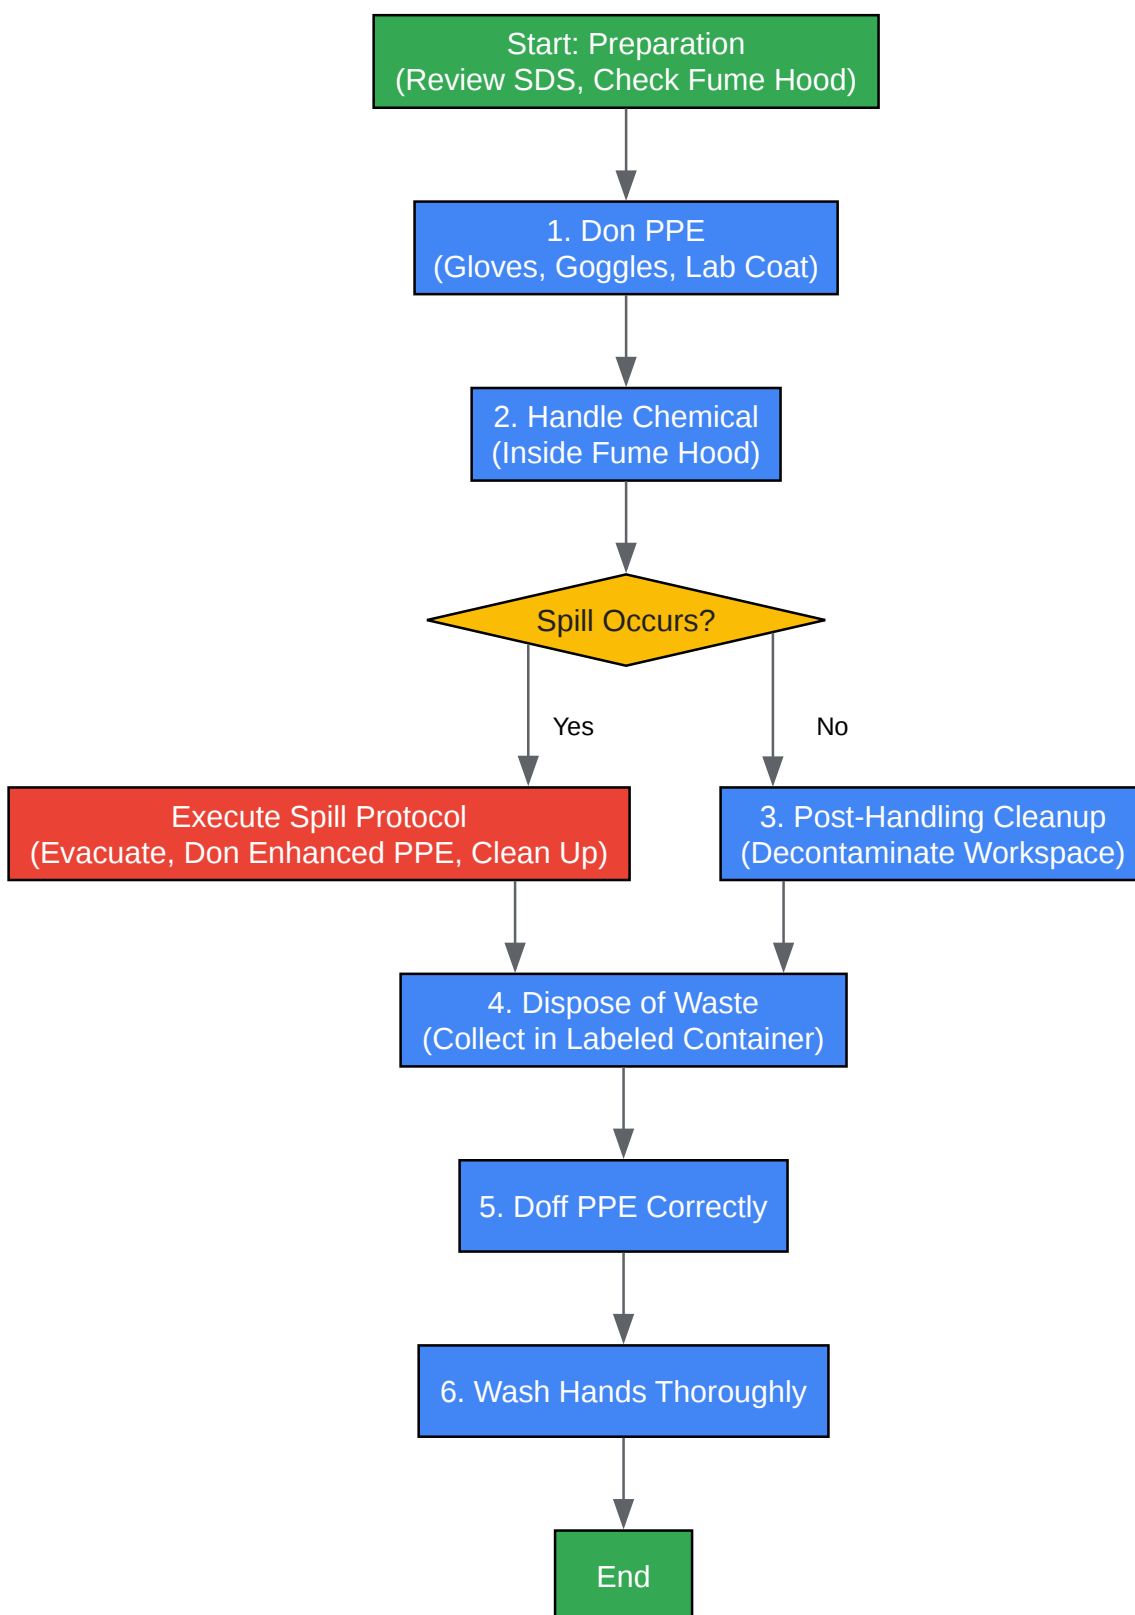 Start: Preparation
(Review SDS, Check Fume Hood)
1. Don PPE
(Gloves, Goggles, Lab Coat)
2. Handle Chemical
(Inside Fume Hood)
Spill Occurs?
Yes
No
Execute Spill Protocol
(Evacuate, Don Enhanced PPE, Clean Up)
3. Post-Handling Cleanup
(Decontaminate Workspace)
4. Dispose of Waste
(Collect in Labeled Container)
5. Doff PPE Correctly
6. Wash Hands Thoroughly
End